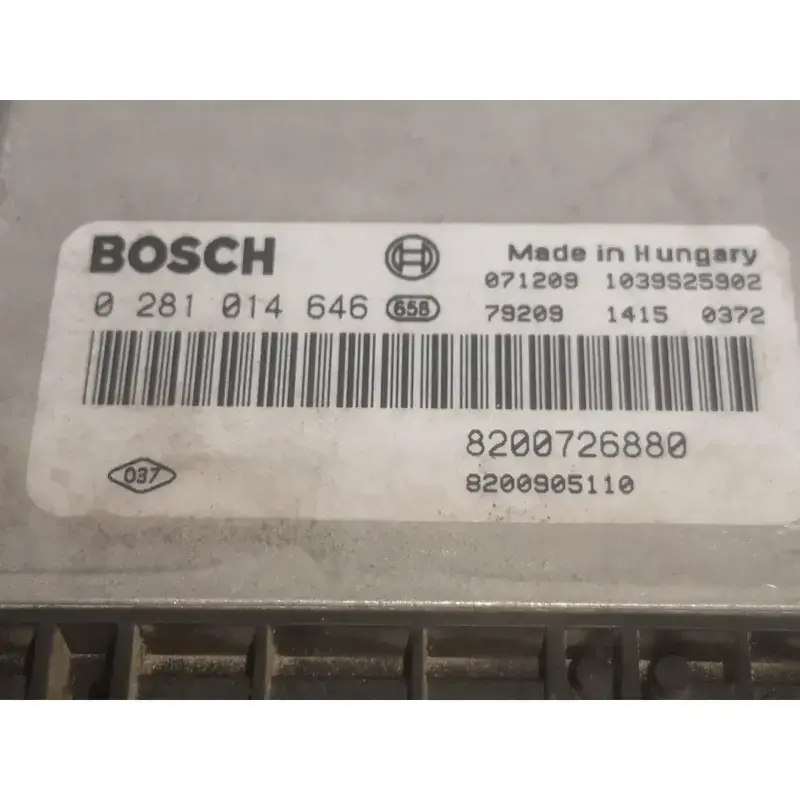 BOSCH
Made in Hungary
071209 1039S25902
0 281 014 646 658
79209 1415 0372
8200726880
037
8200905110